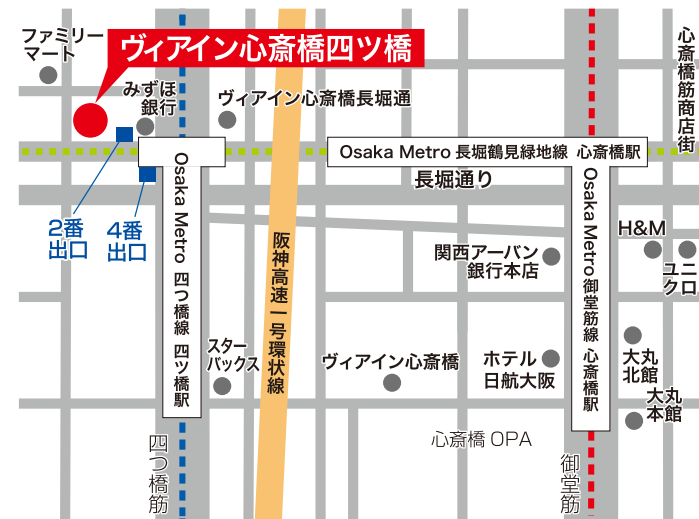 ファミリー
マート
ヴィアイン心斎橋四ツ橋
心斎橋筋商店街
みずほ
銀行
ヴィアイン心斎橋長堀通
Osaka Metro 長堀鶴見緑地線 心斎橋駅
長堀通り
2番
出口
4番
出口
Osaka Metro 四つ橋線 四ツ橋駅
阪神高速一号環状線
Osaka Metro 御堂筋線 心斎橋駅
関西アーバン
銀行本店
H&M
ユニ
クロ
スター
バックス
ヴィアイン心斎橋
ホテル
日航大阪
大丸
北館
大丸
本館
心斎橋 OPA
四つ橋筋
御堂筋